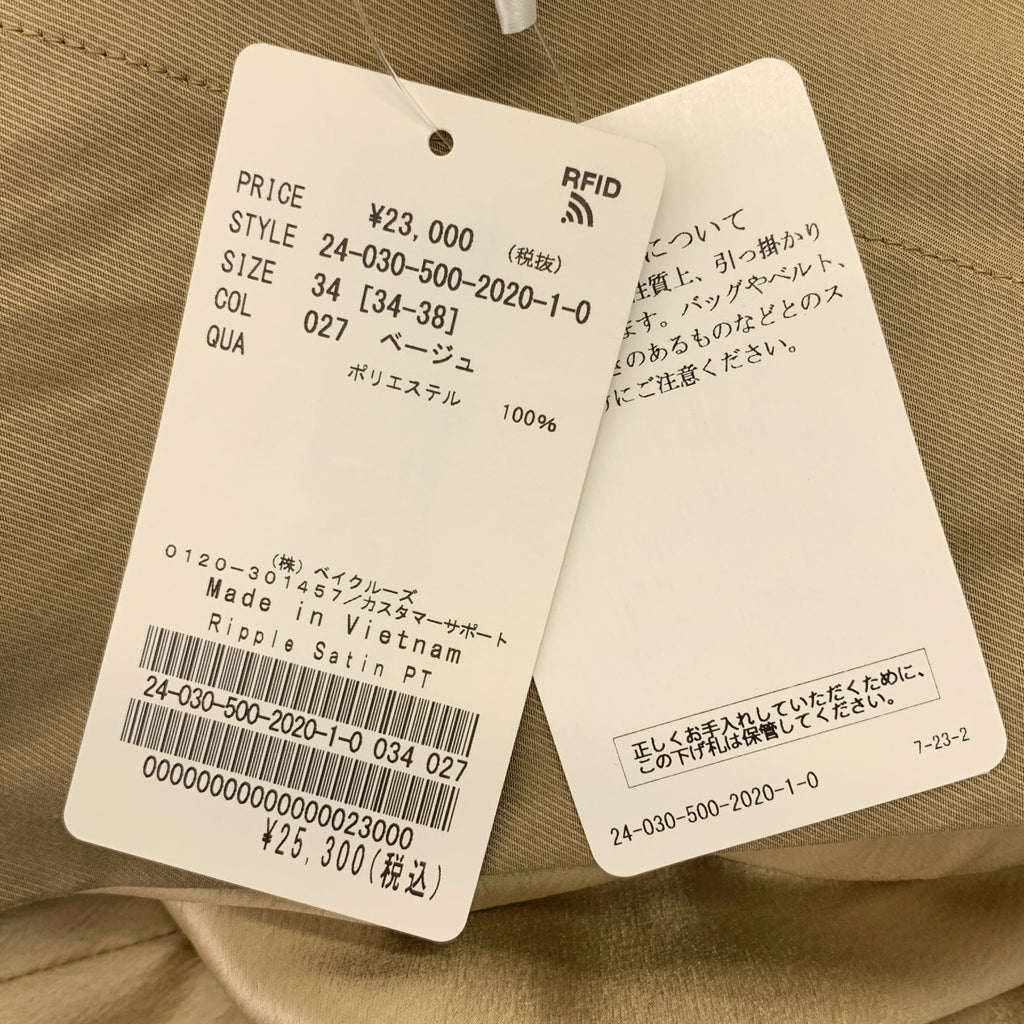 RFID
PRICE ¥23,000 (税抜)
STYLE 24-030-500-2020-1-0
SIZE 34 [34-38]
COL 027 ベージュ
QUA
ポリエステル 100%
(株)ベイクルーズ
0120-301457/カスタマーサポート
Made in Vietnam
Ripple Satin PT
24-030-500-2020-1-0 034 027
0000000000000023000
¥25,300(税込)
について
性質上、引っ掛かり
ます。バッグやベルト、
のあるものなどとのス
にご注意ください。
正しくお手入れしていただくために、
この下げ札は保管してください。
7-23-2
24-030-500-2020-1-0